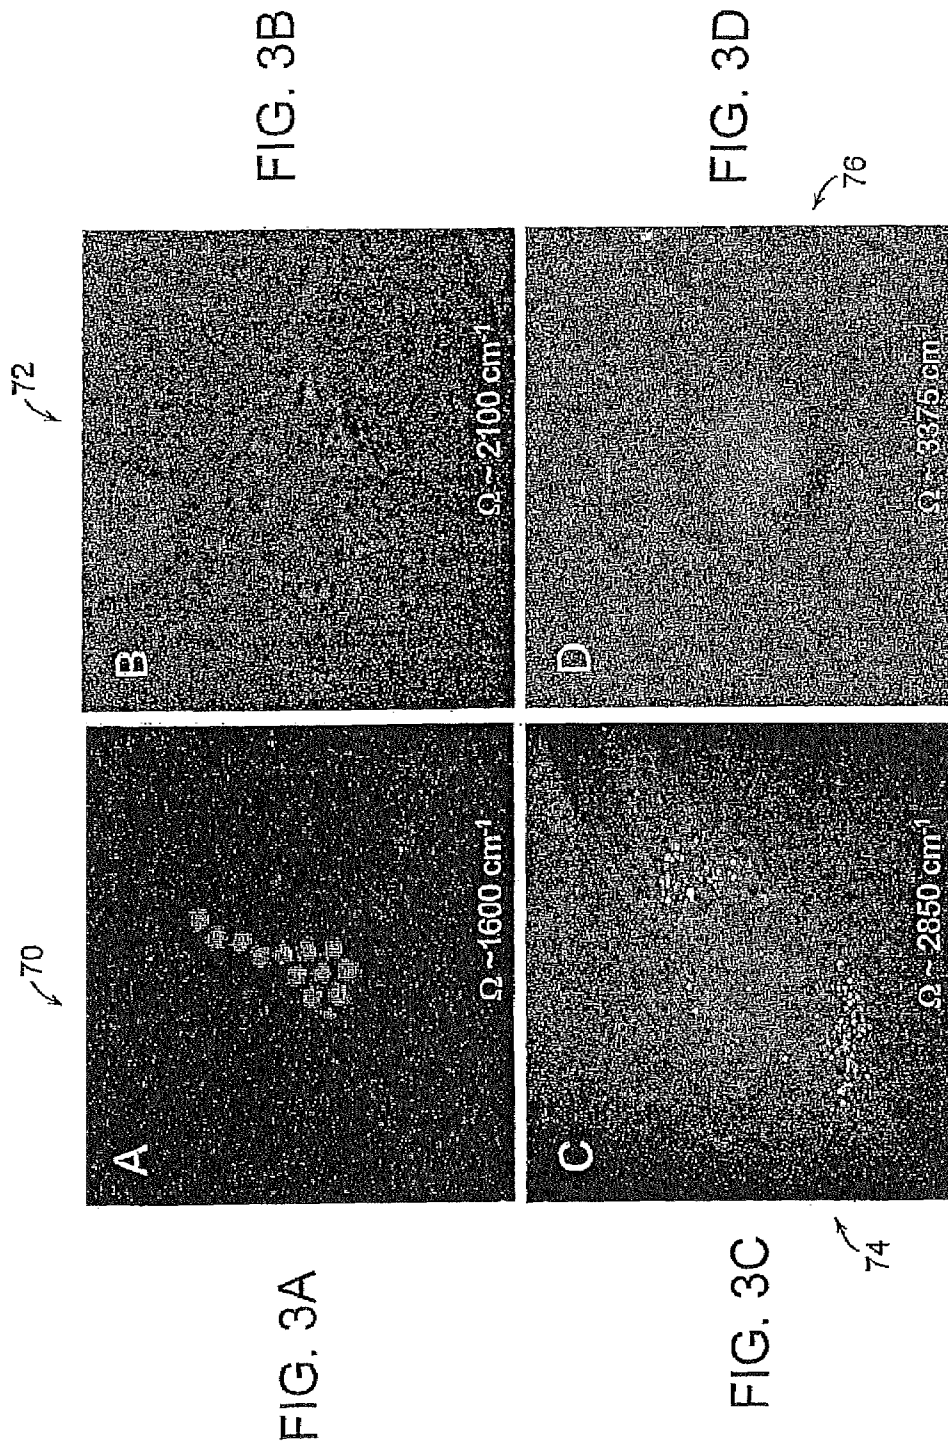 70
72
FIG. 3A
A
Ω ~1600 cm-1
B
Ω ~ 2100 cm-1
FIG. 3B
FIG. 3C
C
Ω ~ 2850 cm-1
D
Ω ~ 3375 cm
FIG. 3D
74
76